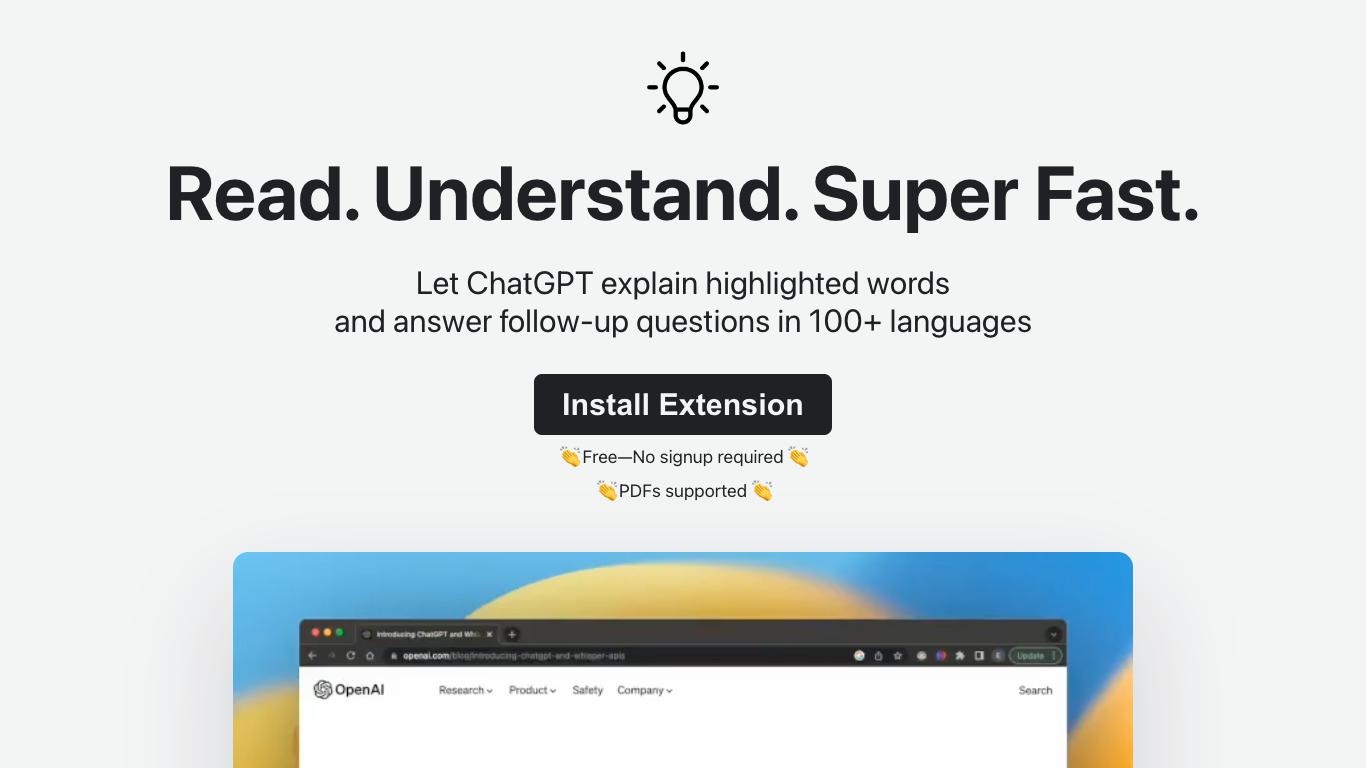 Read. Understand. Super Fast.
Let ChatGPT explain highlighted words
and answer follow-up questions in 100+ languages
Install Extension
👏Free—No signup required 👏
👏PDFs supported 👏
Introducing ChatGPT and Whi
openai.com/blog/introducing-chatgpt-and-whisper-apis
E
Update
OpenAI Research Product Safety Company Search